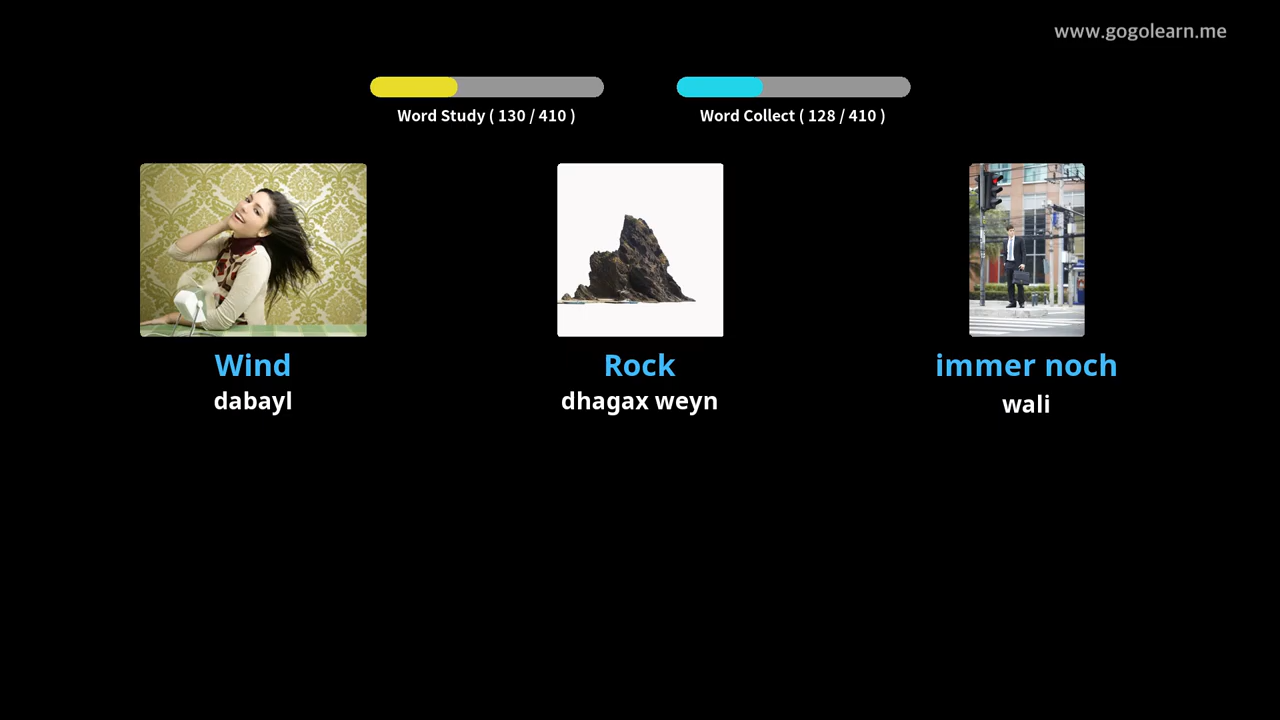 www.gogolearn.me
Word Study ( 130 / 410 )
Word Collect ( 128 / 410 )
Wind
dabayl
Rock
dhagax weyn
immer noch
wali